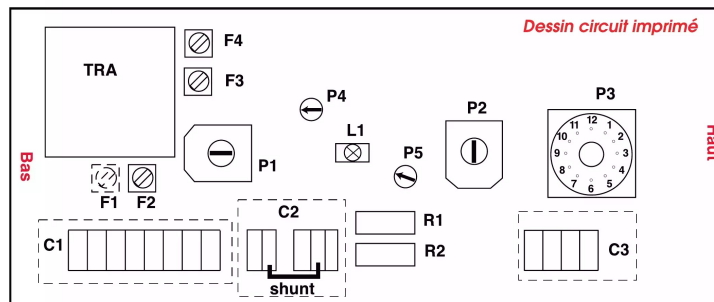 Dessin circuit imprimé
F4
TRA
F3
P4
P2
P3
L1
12
11
1
10
2
9
3
8
4
7
5
6
Bas
Haut
P1
P5
F1
F2
C2
R1
C1
R2
C3
shunt